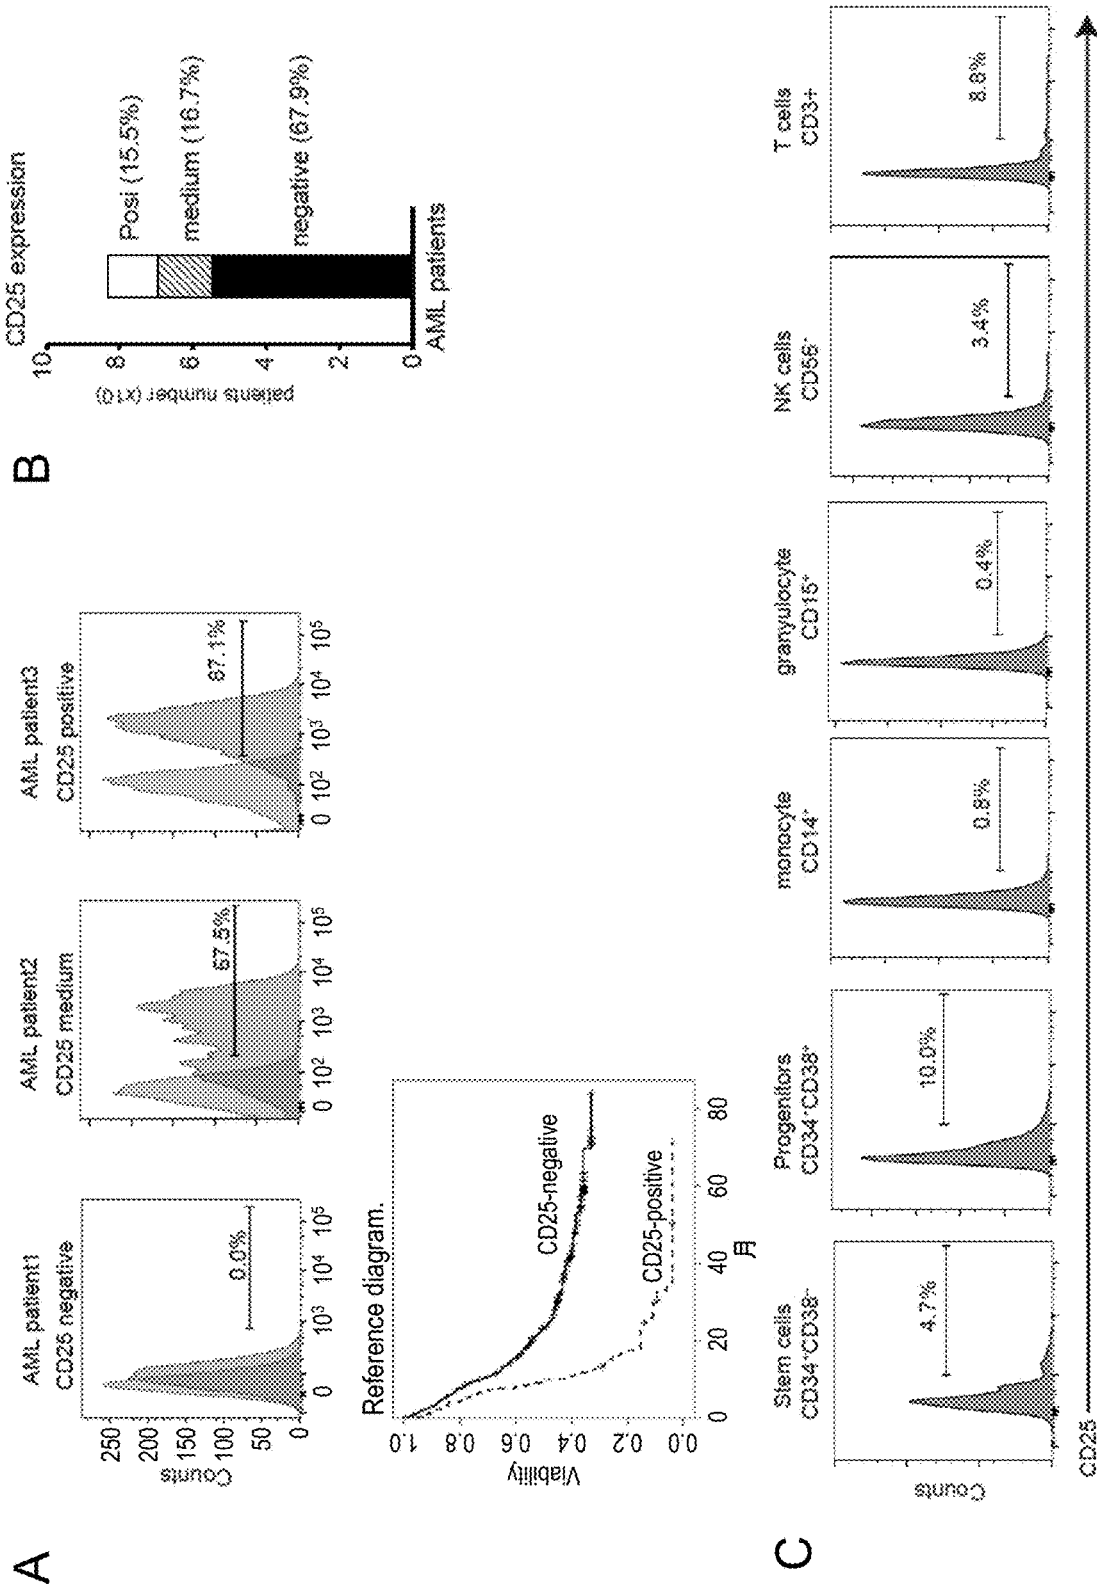 A
AML patient1
CD25 negative
0.0%
Counts
250
200
150
100
50
0
0 10³ 10⁴ 10⁵
AML patient2
CD25 medium
67.5%
0 10² 10³ 10⁴ 10⁵
AML patient3
CD25 positive
87.1%
0 10² 10³ 10⁴ 10⁵
Reference diagram.
Viability
1.0
0.8
0.6
0.4
0.2
0.0
CD25-negative
CD25-positive
0 20 40 60 80
月
B
CD25 expression
patients number (x10)
10
8
6
4
2
0
Posi (15.5%)
medium (16.7%)
negative (67.9%)
AML patients
C
Counts
Stem cells
CD34⁺CD38⁻
4.7%
Progenitors
CD34⁺CD38⁺
10.0%
monocyte
CD14⁺
0.8%
granyulocyte
CD15⁺
0.4%
NK cells
CD56⁻
3.4%
T cells
CD3+
8.8%
CD25